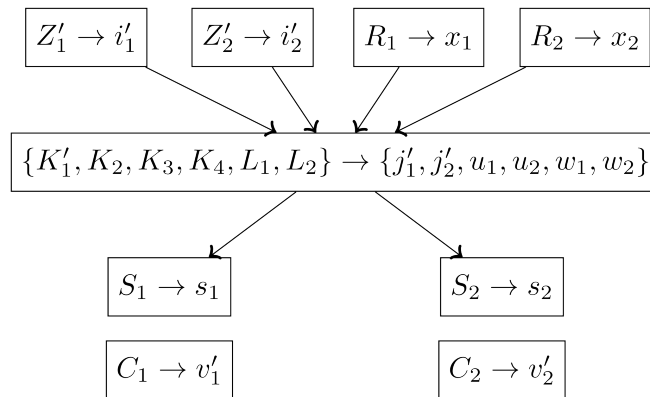 Z′₁ → i′₁ Z′₂ → i′₂ R₁ → x₁ R₂ → x₂
{K′₁, K₂, K₃, K₄, L₁, L₂} → {j′₁, j′₂, u₁, u₂, w₁, w₂}
S₁ → s₁ S₂ → s₂
C₁ → v′₁ C₂ → v′₂